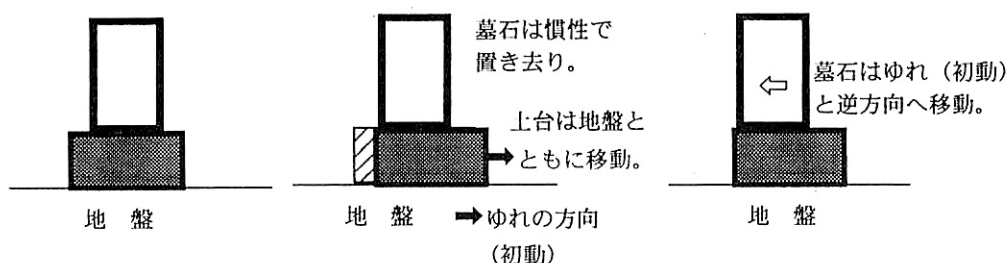 墓石は慣性で
置き去り。
上台は地盤と
ともに移動。
墓石はゆれ（初動）
と逆方向へ移動。
地 盤
地 盤
ゆれの方向
（初動）
地 盤